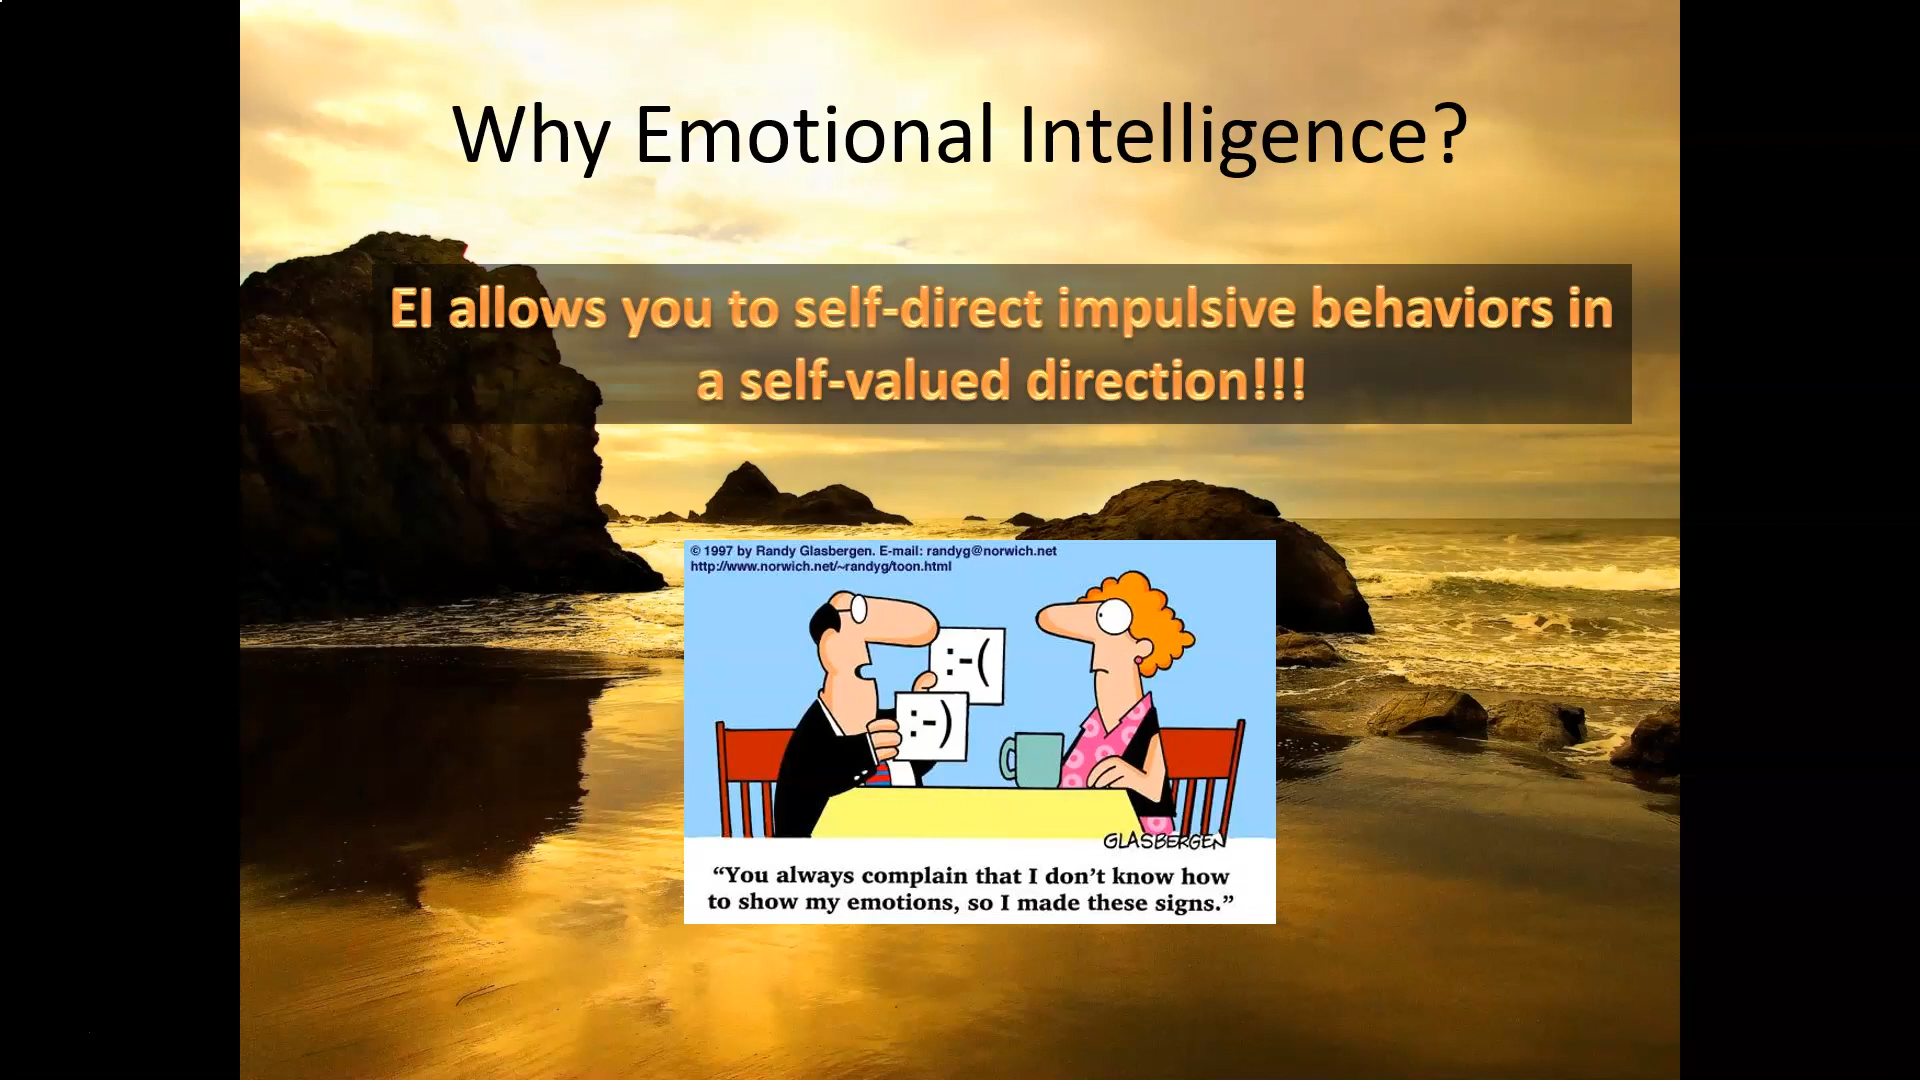 Why Emotional Intelligence?
EI allows you to self-direct impulsive behaviors in
a self-valued direction!!!
© 1997 by Randy Glasbergen. E-mail: randyg@norwich.net
http://www.norwich.net/~randyg/toon.html
:-(
:-)
GLASBERGEN
“You always complain that I don’t know how
to show my emotions, so I made these signs.”